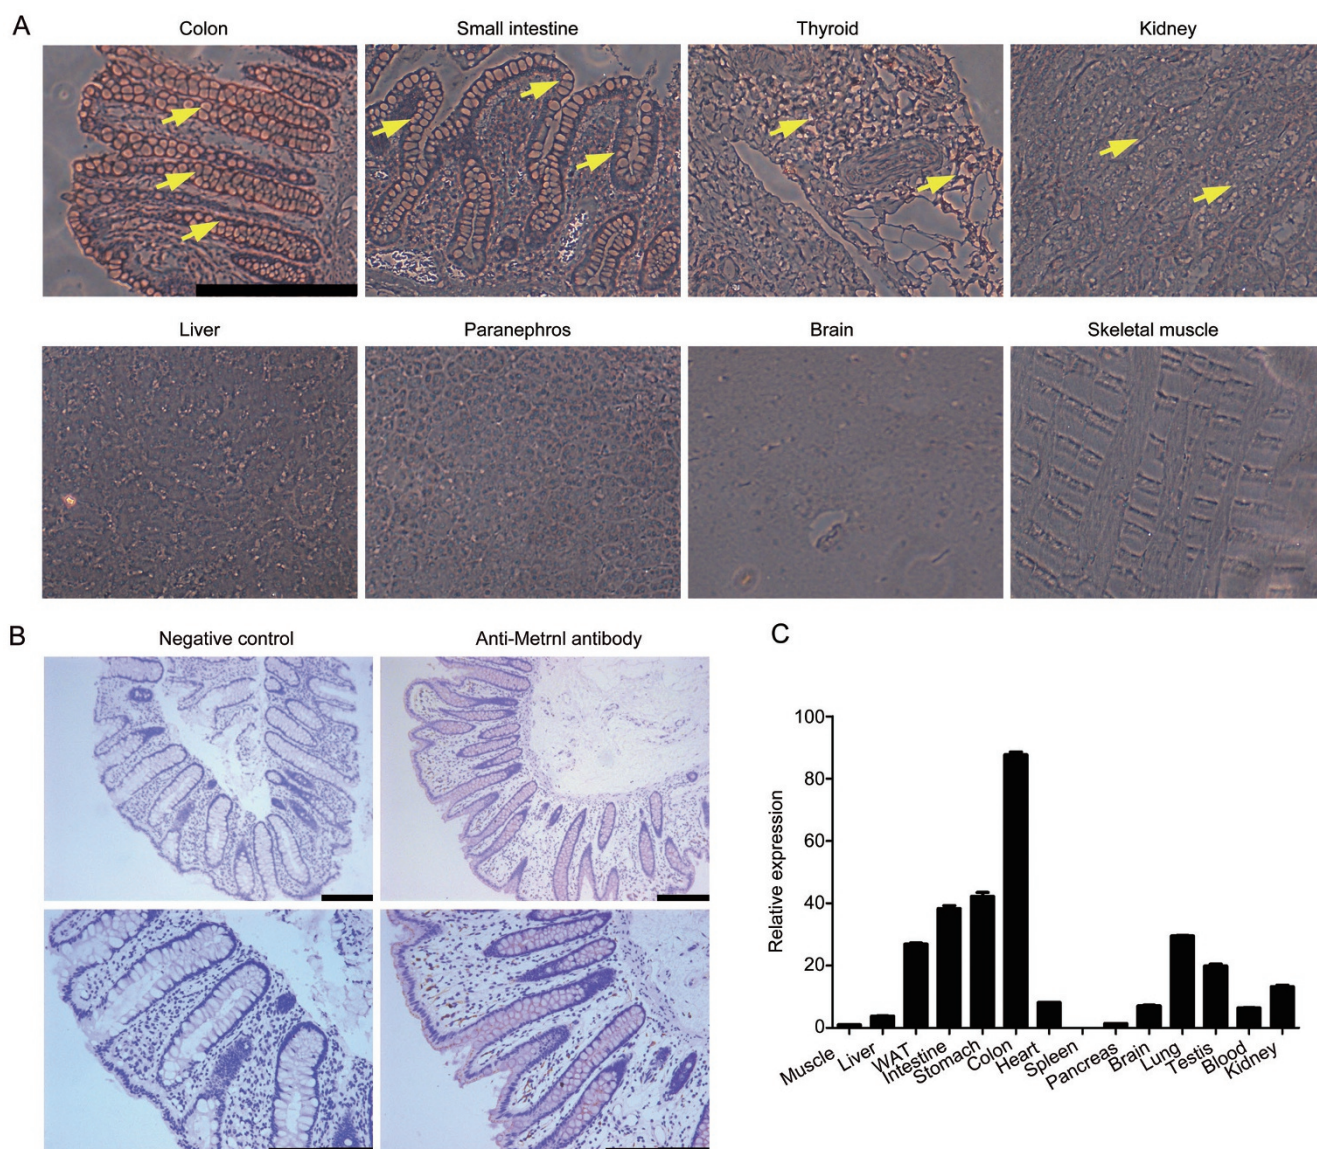 A
Colon Small intestine Thyroid Kidney
Liver Paranephros Brain Skeletal muscle
B
Negative control Anti-Metrnl antibody
C
Relative expression
100
80
60
40
20
0
Muscle
Liver
WAT
Intestine
Stomach
Colon
Heart
Spleen
Pancreas
Brain
Lung
Testis
Blood
Kidney